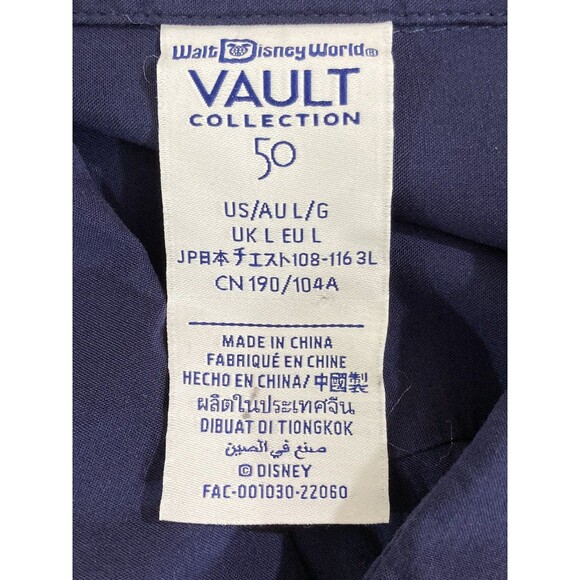 Walt Disney World®
VAULT
COLLECTION
50
US/AU L/G
UK L EU L
JP日本チエスト108-116 3L
CN 190/104A
MADE IN CHINA
FABRIQUÉ EN CHINE
HECHO EN CHINA/ 中國製
ผลิตในประเทศจีน
DIBUAT DI TIONGKOK
صنع في الصين
© DISNEY
FAC-001030-22060